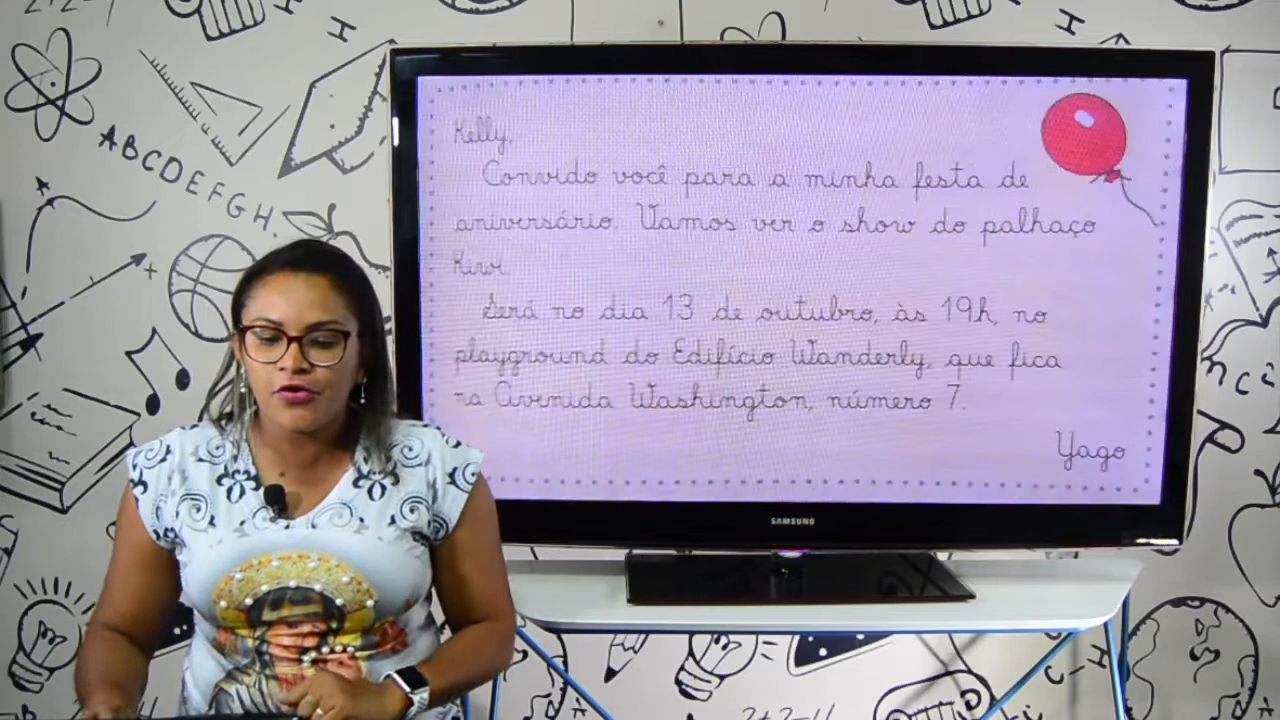 Kelly,
Convido você para a minha festa de
aniversário. Vamos ver o show do palhaço
Kiwi.
Será no dia 13 de outubro, às 19h, no
playground do Edifício Wanderly, que fica
na Avenida Washington, número 7.
Yago
SAMSUNG
ABCDEFGH.